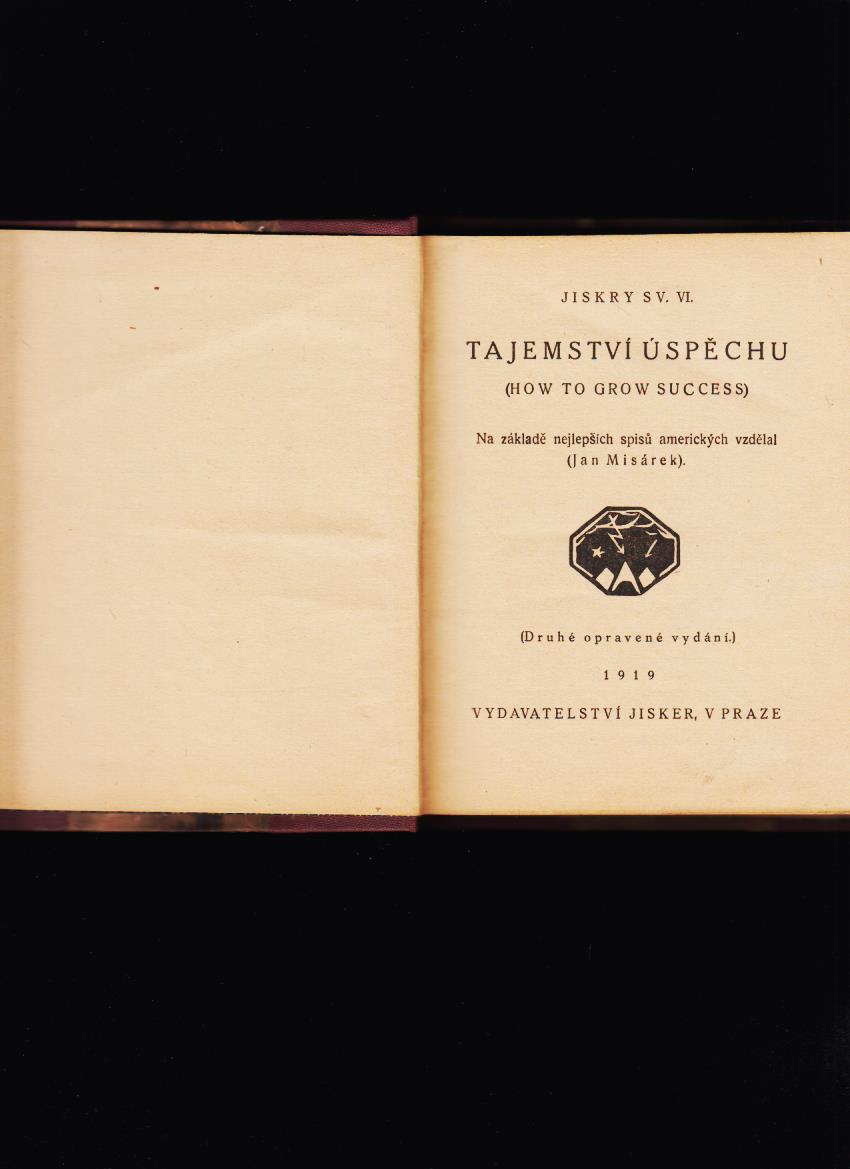 JISKRY SV. VI.
TAJEMSTVÍ ÚSPĚCHU
(HOW TO GROW SUCCESS)
Na základě nejlepších spisů amerických vzdělal
(Jan Misárek).
(Druhé opravené vydání.)
1919
VYDAVATELSTVÍ JISKER, V PRAZE